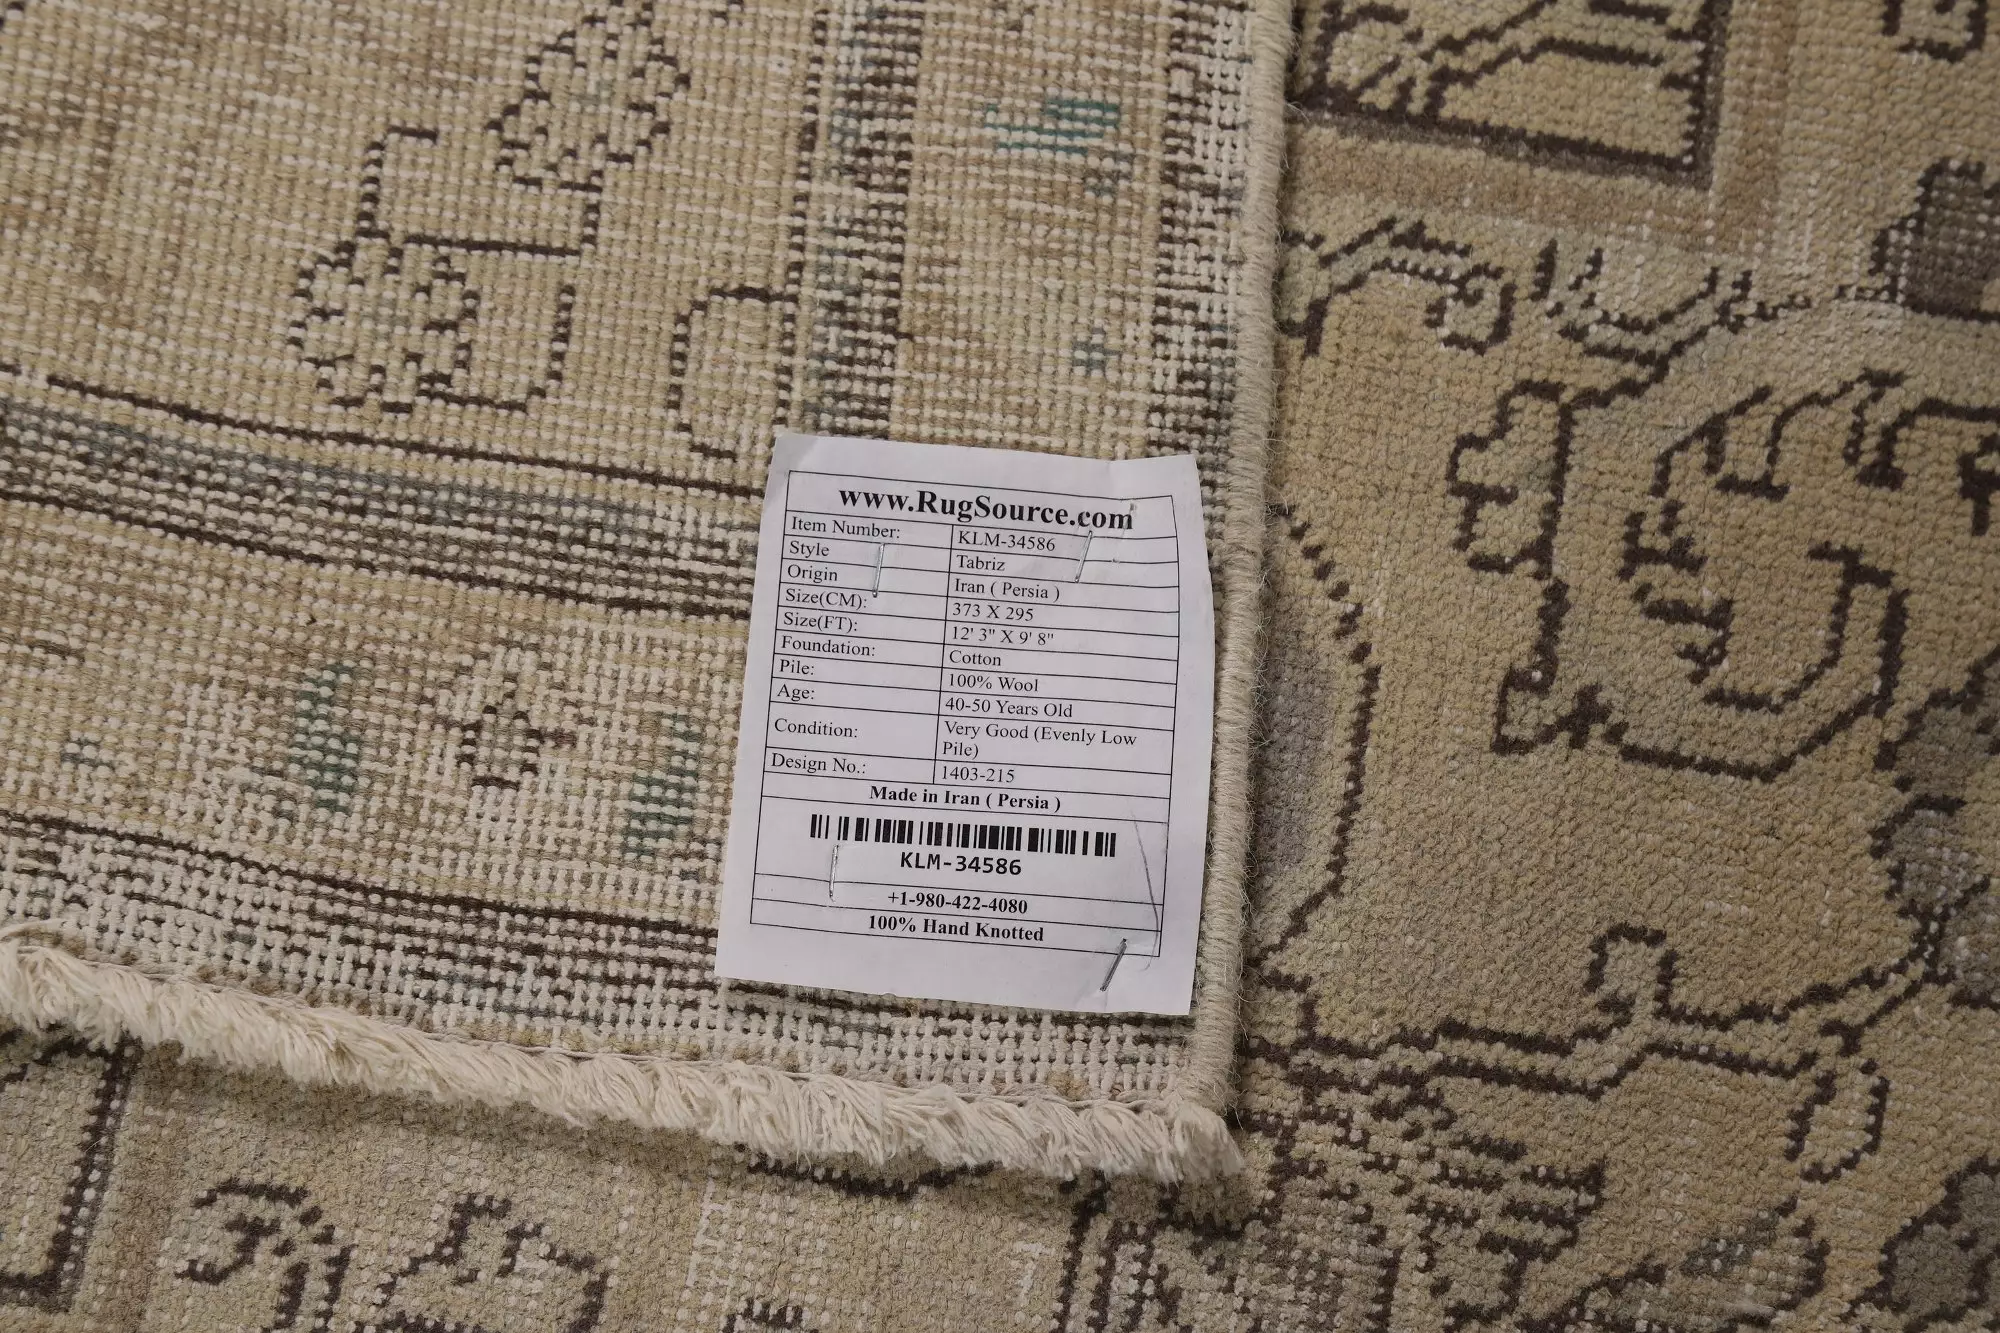 www.RugSource.com
Item Number: KLM-34586
Style Tabriz
Origin Iran ( Persia )
Size(CM): 373 X 295
Size(FT): 12' 3" X 9' 8"
Foundation: Cotton
Pile: 100% Wool
Age: 40-50 Years Old
Condition: Very Good (Evenly Low
Pile)
Design No.: 1403-215
Made in Iran ( Persia )
KLM-34586
+1-980-422-4080
100% Hand Knotted